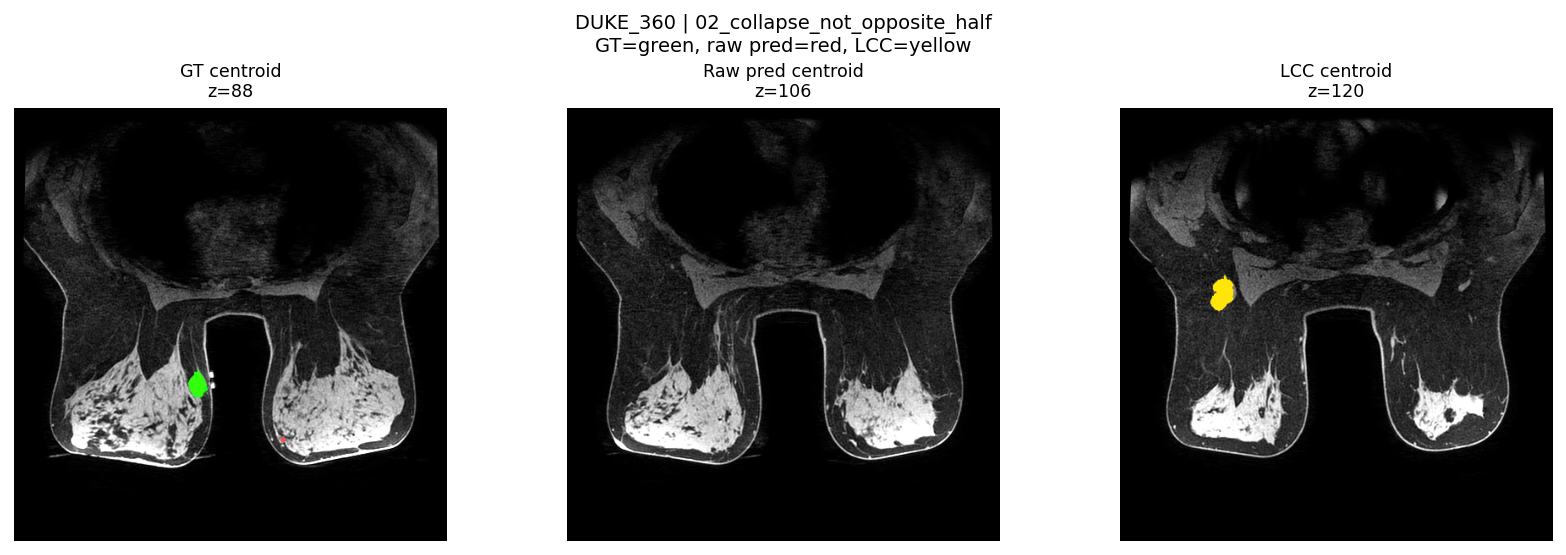 DUKE_360 | 02_collapse_not_opposite_half
GT=green, raw pred=red, LCC=yellow
GT centroid
z=88
Raw pred centroid
z=106
LCC centroid
z=120